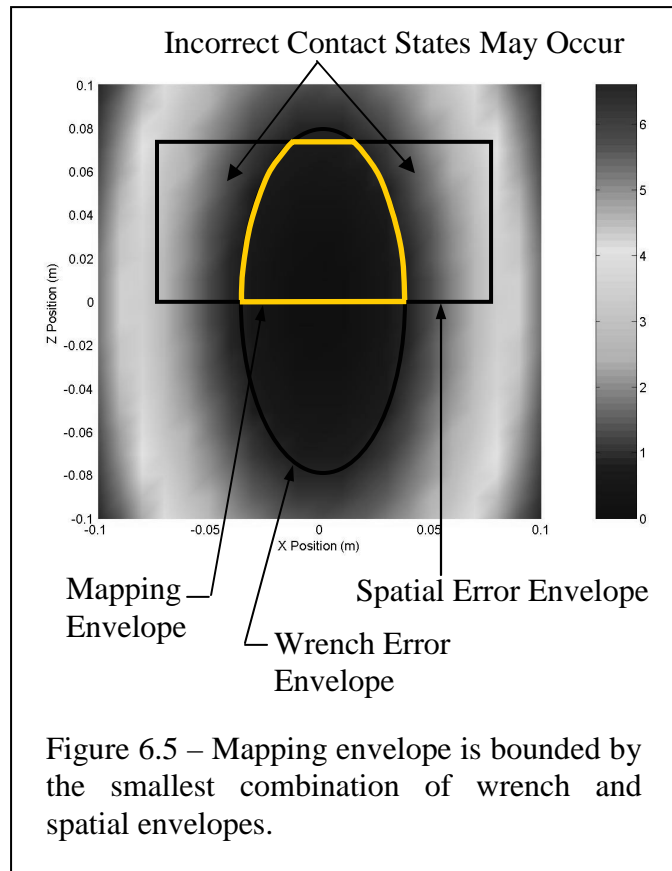 Incorrect Contact States May Occur
0.1
0.08
0.06
0.04
0.02
0
-0.02
-0.04
-0.06
-0.08
-0.1
Z Position (m)
-0.1
-0.05
0
0.05
0.1
X Position (m)
6
5
4
3
2
1
0
Mapping
Envelope
Spatial Error Envelope
Wrench Error
Envelope
Figure 6.5 – Mapping envelope is bounded by
the smallest combination of wrench and
spatial envelopes.